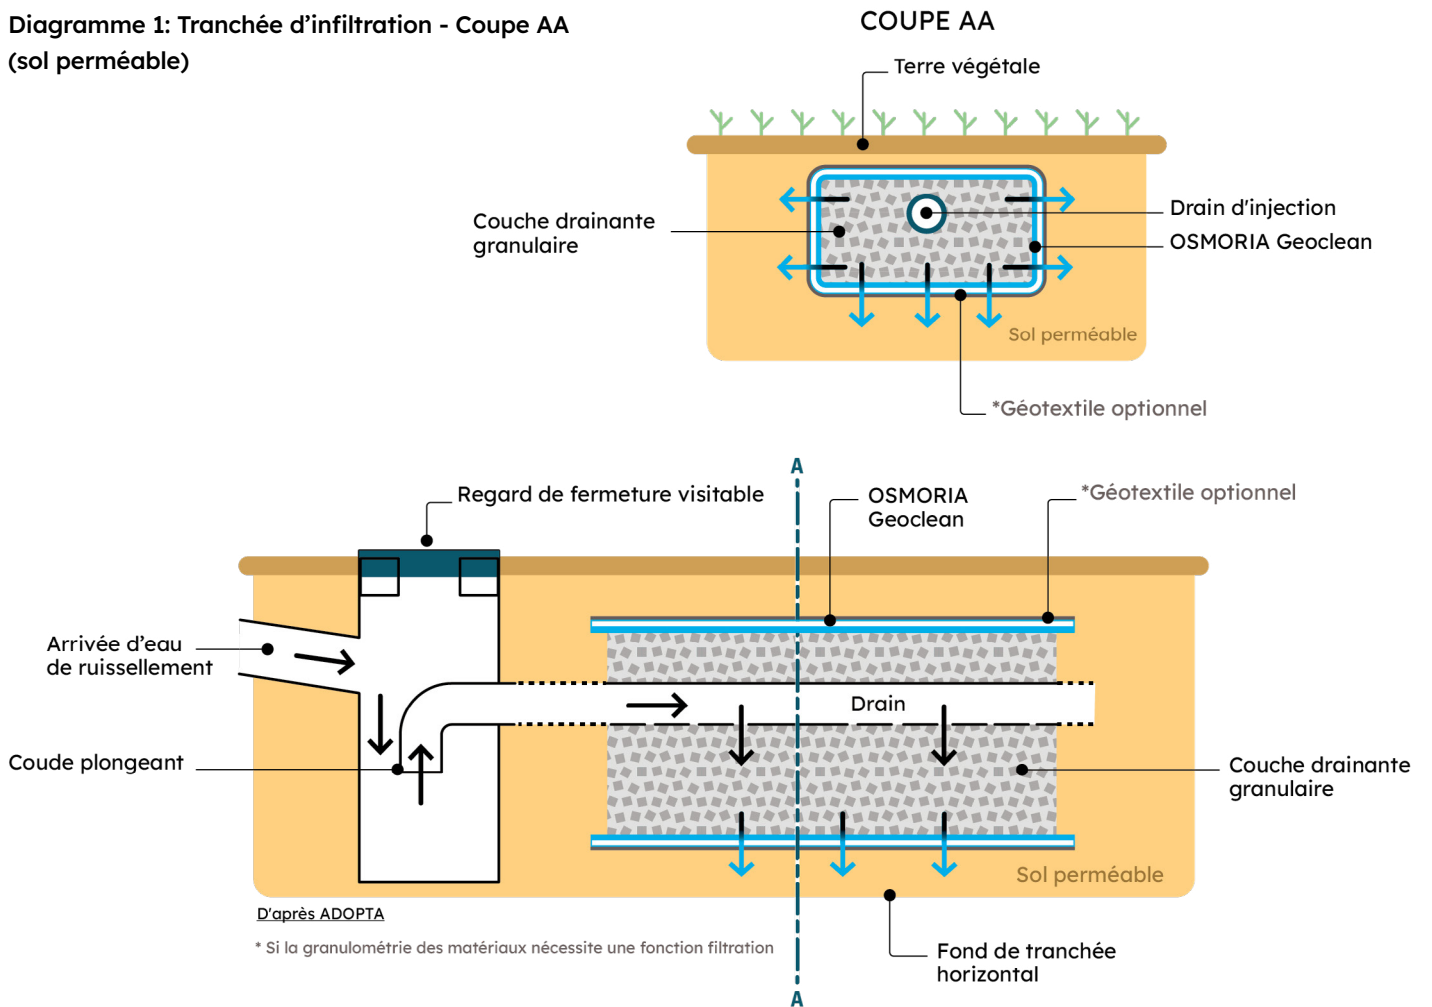 Diagramme 1: Tranchée d’infiltration - Coupe AA
(sol perméable)
COUPE AA
Terre végétale
Couche drainante
granulaire
Drain d'injection
OSMORIA Geoclean
Sol perméable
*Géotextile optionnel
A
Regard de fermeture visitable
OSMORIA
Geoclean
*Géotextile optionnel
Arrivée d’eau
de ruissellement
Drain
Coude plongeant
Couche drainante
granulaire
Sol perméable
D'après ADOPTA
* Si la granulométrie des matériaux nécessite une fonction filtration
Fond de tranchée
horizontal
A